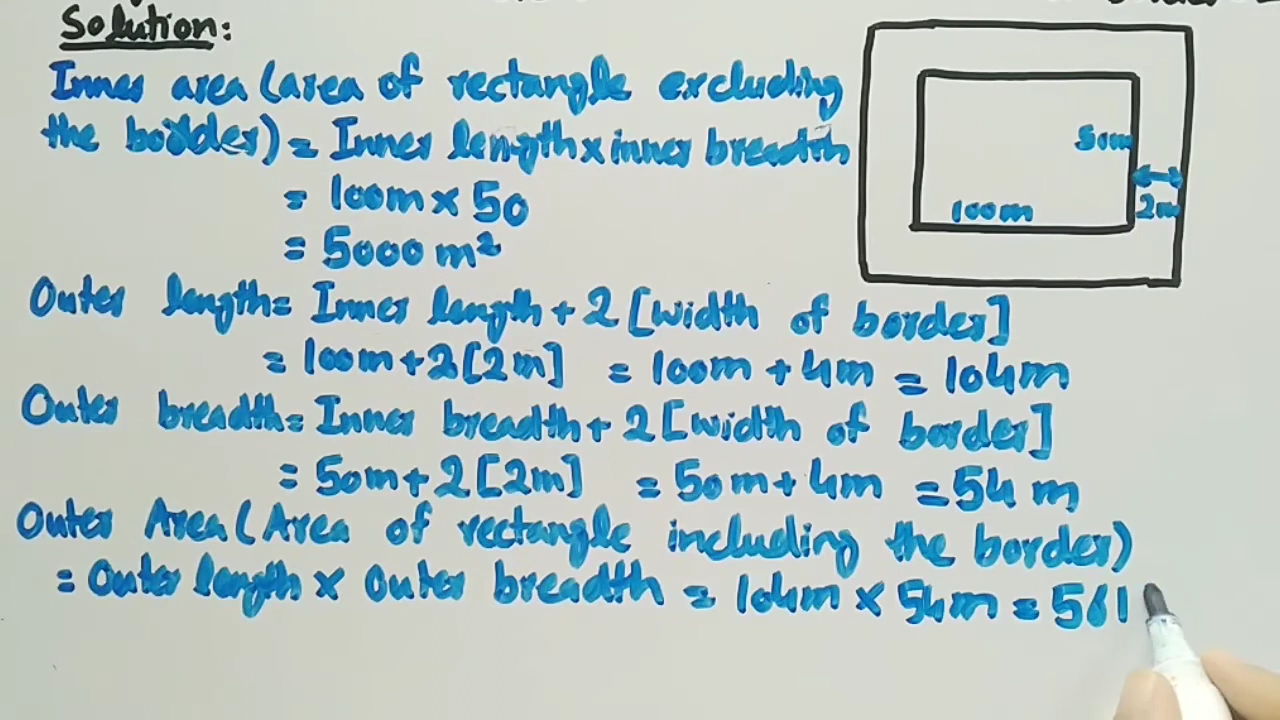 Solution:
Inner area (area of rectangle excluding
the border) = Inner length x inner breadth
= 100m x 50
= 5000 m²
Outer length = Inner length + 2 [width of border]
= 100m + 2 [2m] = 100m + 4m = 104m
Outer breadth = Inner breadth + 2 [width of border]
= 50m + 2 [2m] = 50m + 4m = 54 m
Outer Area (Area of rectangle including the border)
= Outer length x Outer breadth = 104m x 54m = 561
50m
100m
2m